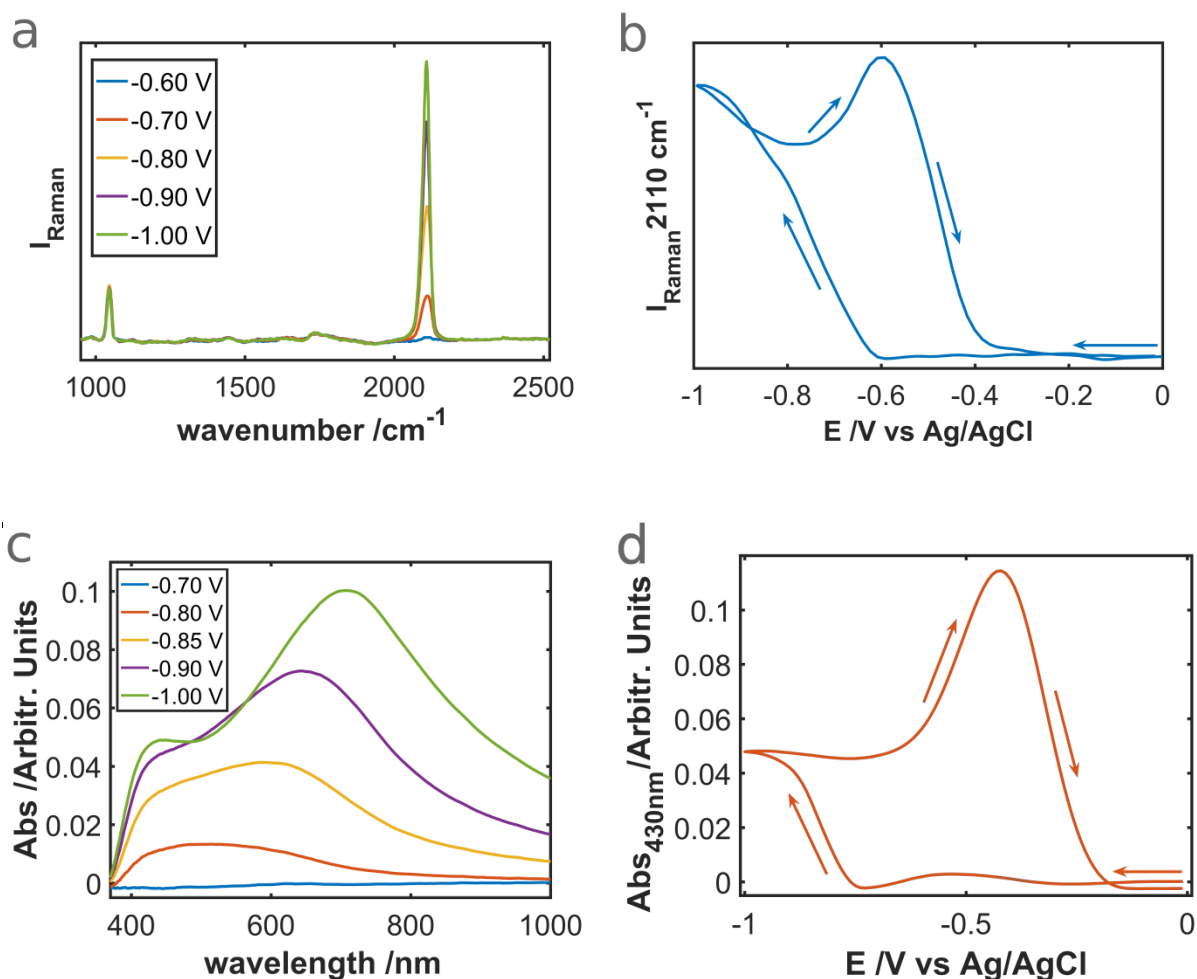 a
I_Raman
-0.60 V
-0.70 V
-0.80 V
-0.90 V
-1.00 V
1000 1500 2000 2500
wavenumber /cm⁻¹
b
I_Raman 2110 cm⁻¹
-1 -0.8 -0.6 -0.4 -0.2 0
E /V vs Ag/AgCl
c
Abs /Arbitr. Units
0.1
0.08
0.06
0.04
0.02
0
-0.70 V
-0.80 V
-0.85 V
-0.90 V
-1.00 V
400 600 800 1000
wavelength /nm
d
Abs_430nm/Arbitr. Units
0.1
0.08
0.06
0.04
0.02
0
-1 -0.5 0
E /V vs Ag/AgCl